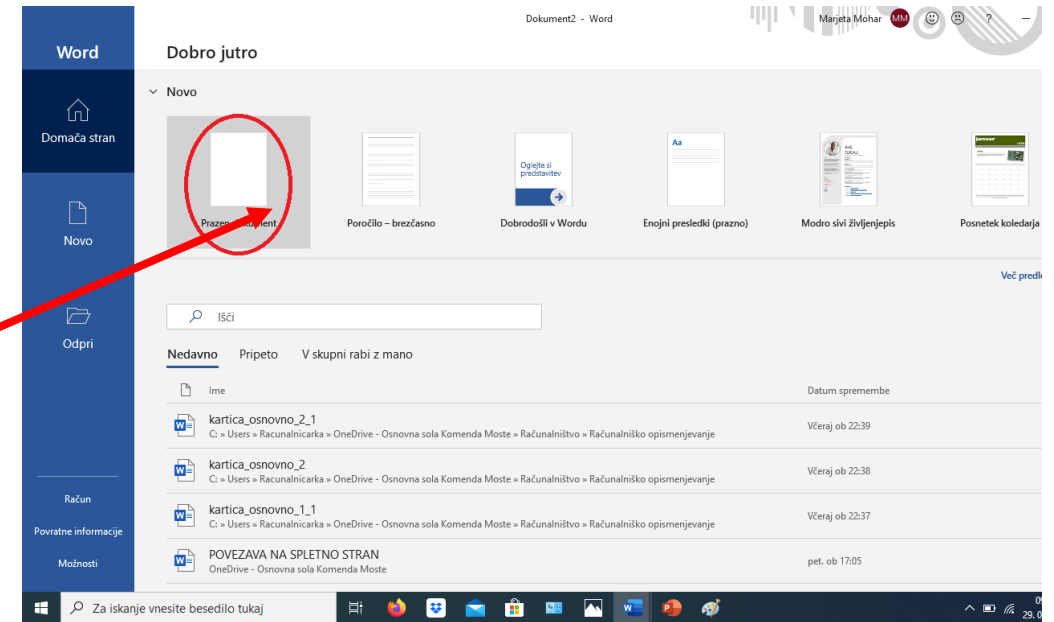 Dokument2 - Word
Marjeta Mohar MM ?
Word
Dobro jutro
Domača stran
Novo
Odpri
Račun
Povratne informacije
Možnosti
Novo
Aa
Oglejte si
predstavitev
Prazen dokument
Poročilo – brezčasno
Dobrodošli v Wordu
Enojni presledki (prazno)
Modro sivi življenjepis
Posnetek koledarja
Več
Išči
Nedavno Pripeto V skupni rabi z mano
Ime Datum spremembe
kartica_osnovno_2_1 Včeraj ob 22:39
C: » Users » Racunalnicarka » OneDrive - Osnovna sola Komenda Moste » Računalništvo » Računalniško opismenjevanje
kartica_osnovno_2 Včeraj ob 22:38
C: » Users » Racunalnicarka » OneDrive - Osnovna sola Komenda Moste » Računalništvo » Računalniško opismenjevanje
kartica_osnovno_1_1 Včeraj ob 22:37
C: » Users » Racunalnicarka » OneDrive - Osnovna sola Komenda Moste » Računalništvo » Računalniško opismenjevanje
POVEZAVA NA SPLETNO STRAN pet. ob 17:05
OneDrive - Osnovna sola Komenda Moste
Za iskanje vnesite besedilo tukaj